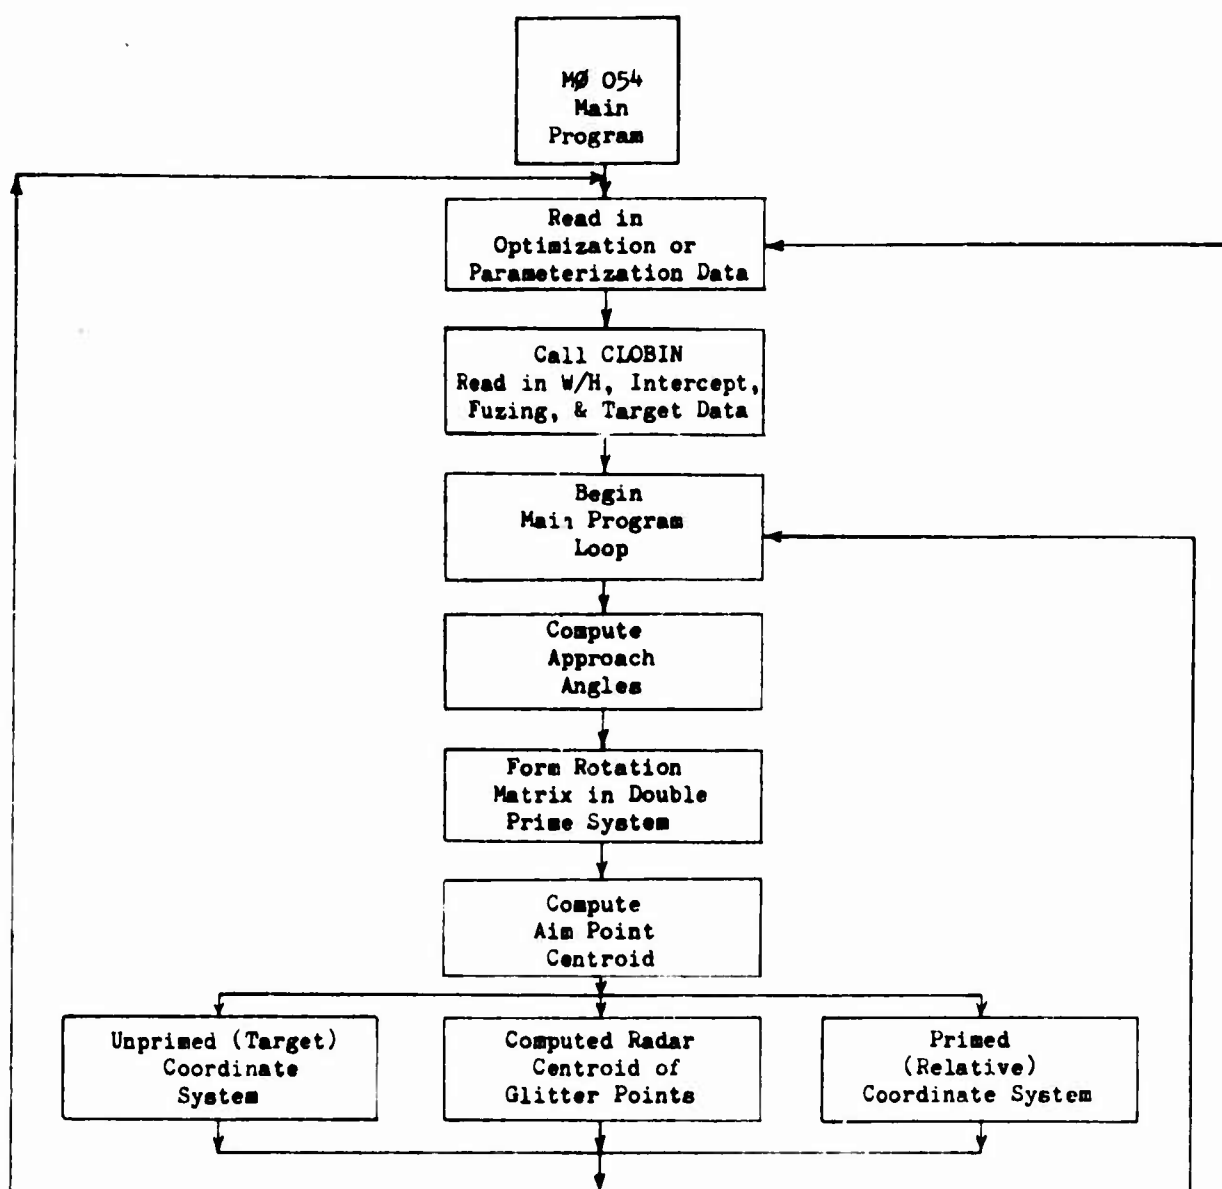 MØ 054
Main
Program
Read in
Optimization or
Parameterization Data
Call CLOBIN
Read in W/H, Intercept,
Fuzing, & Target Data
Begin
Main Program
Loop
Compute
Approach
Angles
Form Rotation
Matrix in Double
Prime System
Compute
Aim Point
Centroid
Unprimed (Target)
Coordinate
System
Computed Radar
Centroid of
Glitter Points
Primed
(Relative)
Coordinate System